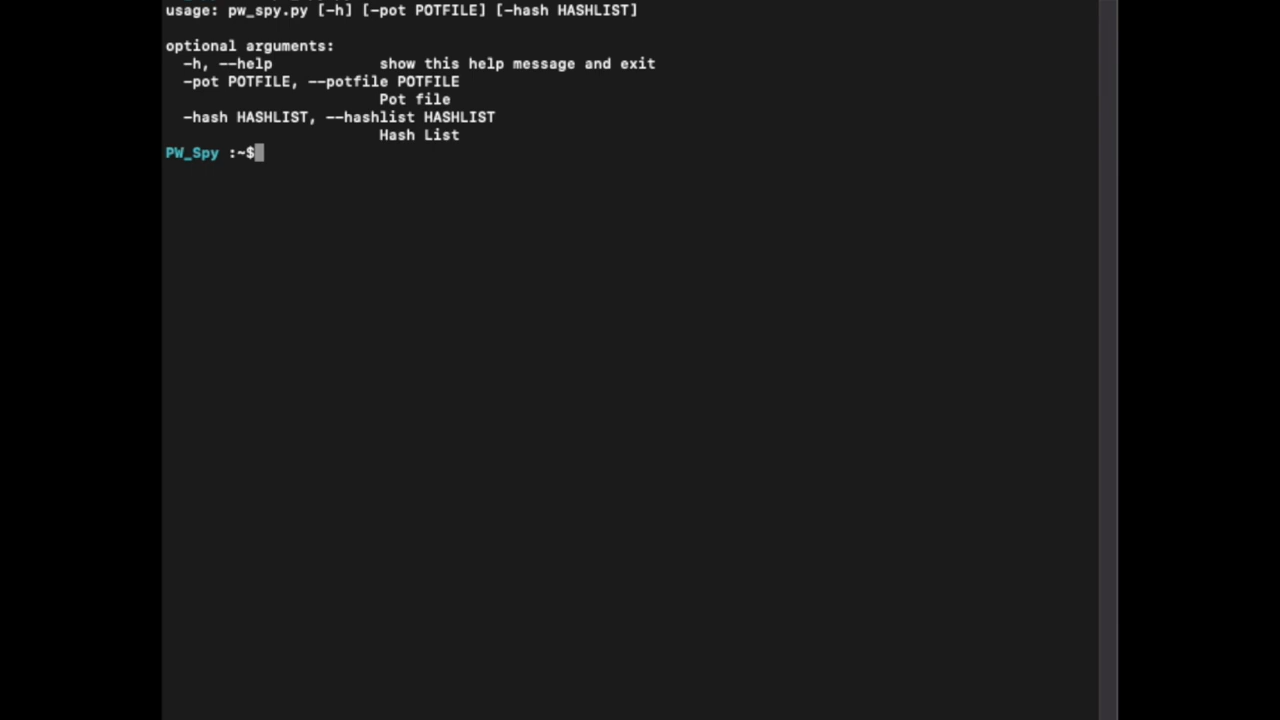 usage: pw_spy.py [-h] [-pot POTFILE] [-hash HASHLIST]
optional arguments:
-h, --help show this help message and exit
-pot POTFILE, --potfile POTFILE
Pot file
-hash HASHLIST, --hashlist HASHLIST
Hash List
PW_Spy :~$